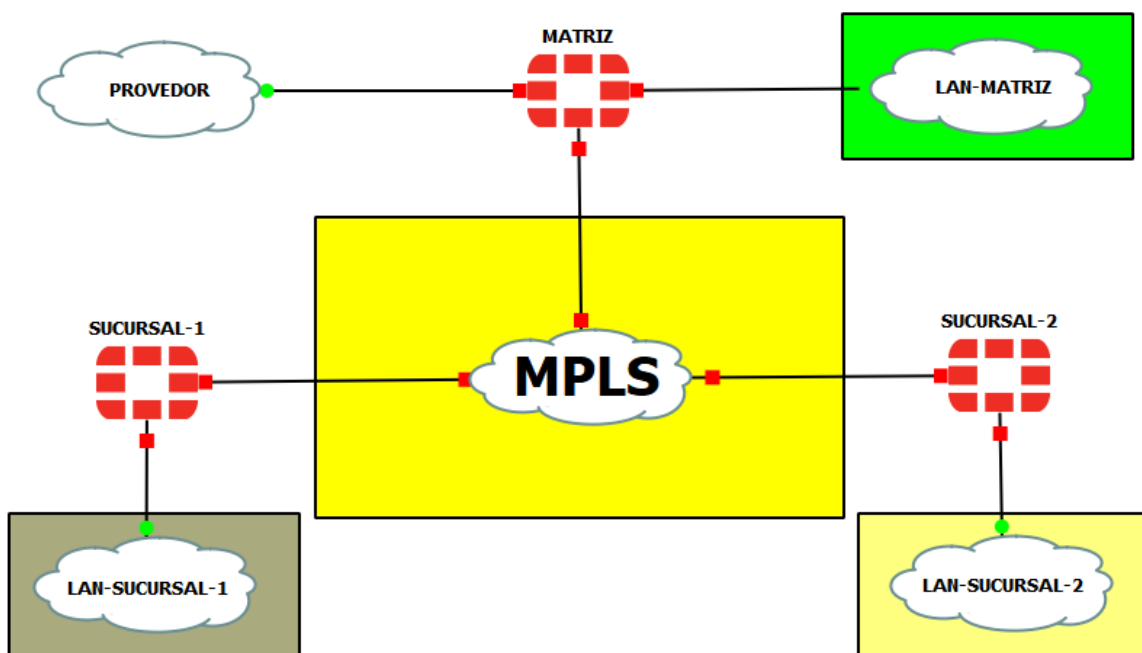 MATRIZ
PROVEDOR
LAN-MATRIZ
SUCURSAL-1
SUCURSAL-2
MPLS
LAN-SUCURSAL-1
LAN-SUCURSAL-2